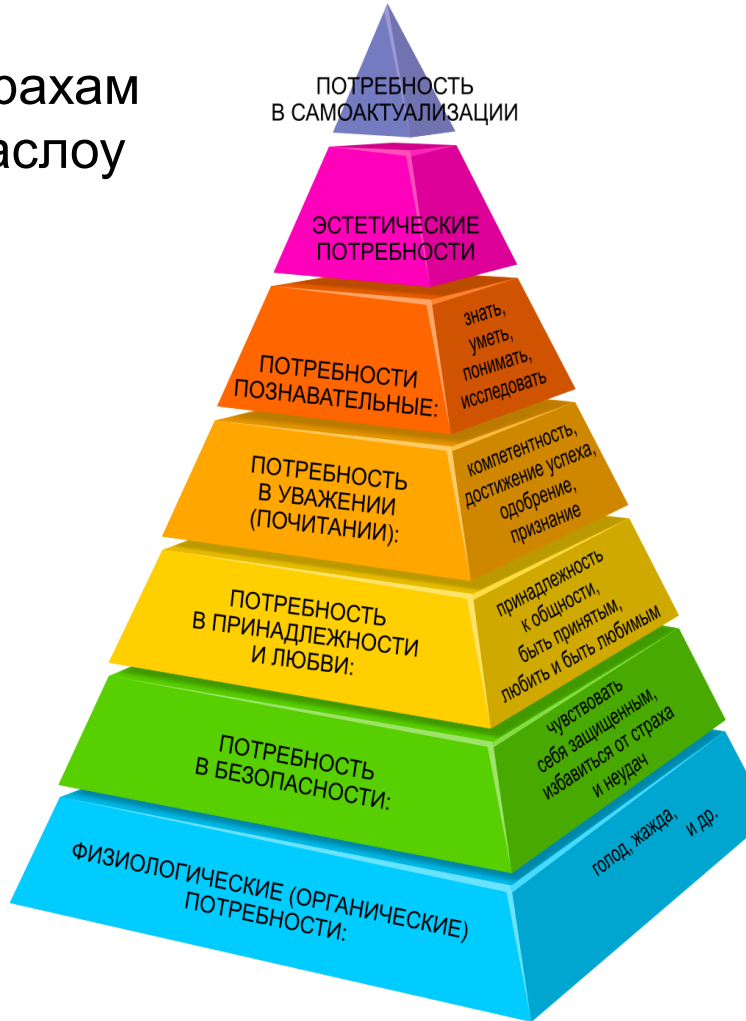 рахам
аслоу
ПОТРЕБНОСТЬ
В САМОАКТУАЛИЗАЦИИ
ЭСТЕТИЧЕСКИЕ
ПОТРЕБНОСТИ
ПОТРЕБНОСТИ
ПОЗНАВАТЕЛЬНЫЕ:
знать,
уметь,
понимать,
исследовать
ПОТРЕБНОСТЬ
В УВАЖЕНИИ
(ПОЧИТАНИИ):
компетентность,
достижение успеха,
одобрение,
признание
ПОТРЕБНОСТЬ
В ПРИНАДЛЕЖНОСТИ
И ЛЮБВИ:
принадлежность
к общности,
быть принятым,
любить и быть любимым
ПОТРЕБНОСТЬ
В БЕЗОПАСНОСТИ:
чувствовать
себя защищенным,
избавиться от страха
и неудач
ФИЗИОЛОГИЧЕСКИЕ (ОРГАНИЧЕСКИЕ)
ПОТРЕБНОСТИ:
голод, жажда,
и др.